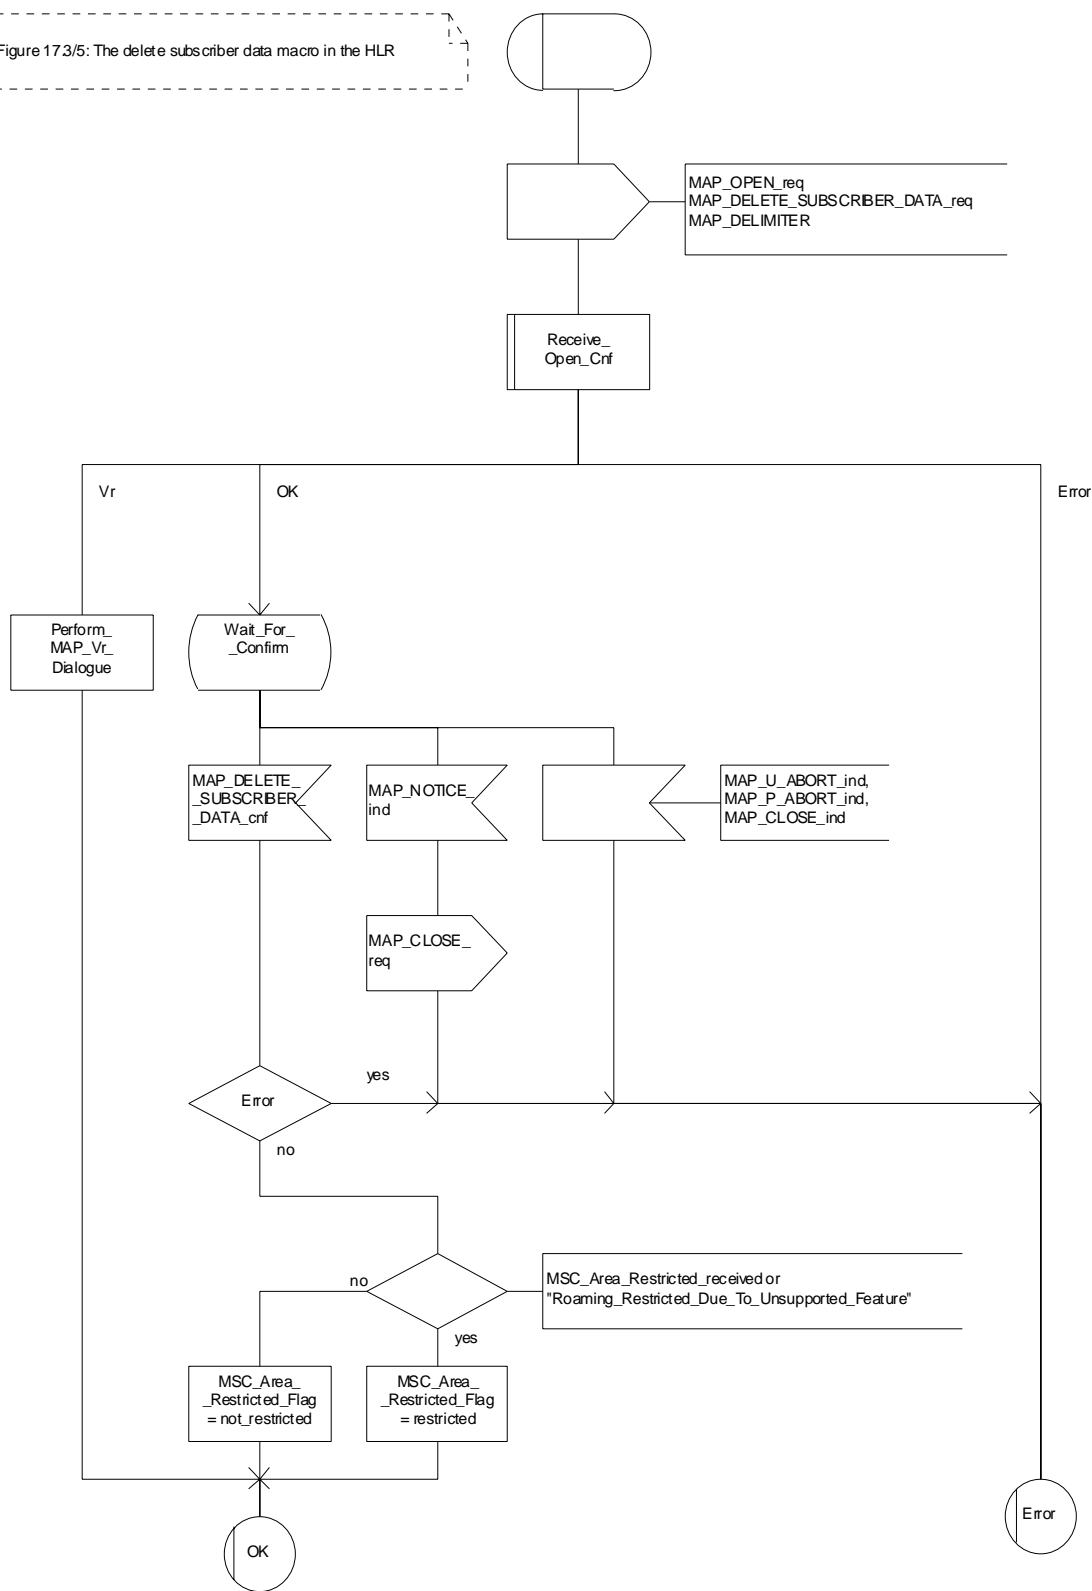 Figure 17.3/5: The delete subscriber data macro in the HLR
MAP_OPEN_req
MAP_DELETE_SUBSCRIBER_DATA_req
MAP_DELIMITER
Receive_
Open_Cnf
Vr
OK
Error
Perform_
MAP_Vr_
Dialogue
Wait_For_
_Confirm
MAP_DELETE_
_SUBSCRIBER_
_DATA_cnf
MAP_NOTICE_
ind
MAP_U_ABORT_ind,
MAP_P_ABORT_ind,
MAP_CLOSE_ind
MAP_CLOSE_
req
Error
yes
no
MSC_Area_Restricted_received or
"Roaming_Restricted_Due_To_Unsupported_Feature"
no
yes
MSC_Area_
_Restricted_Flag
= not_restricted
MSC_Area_
_Restricted_Flag
= restricted
OK
Error